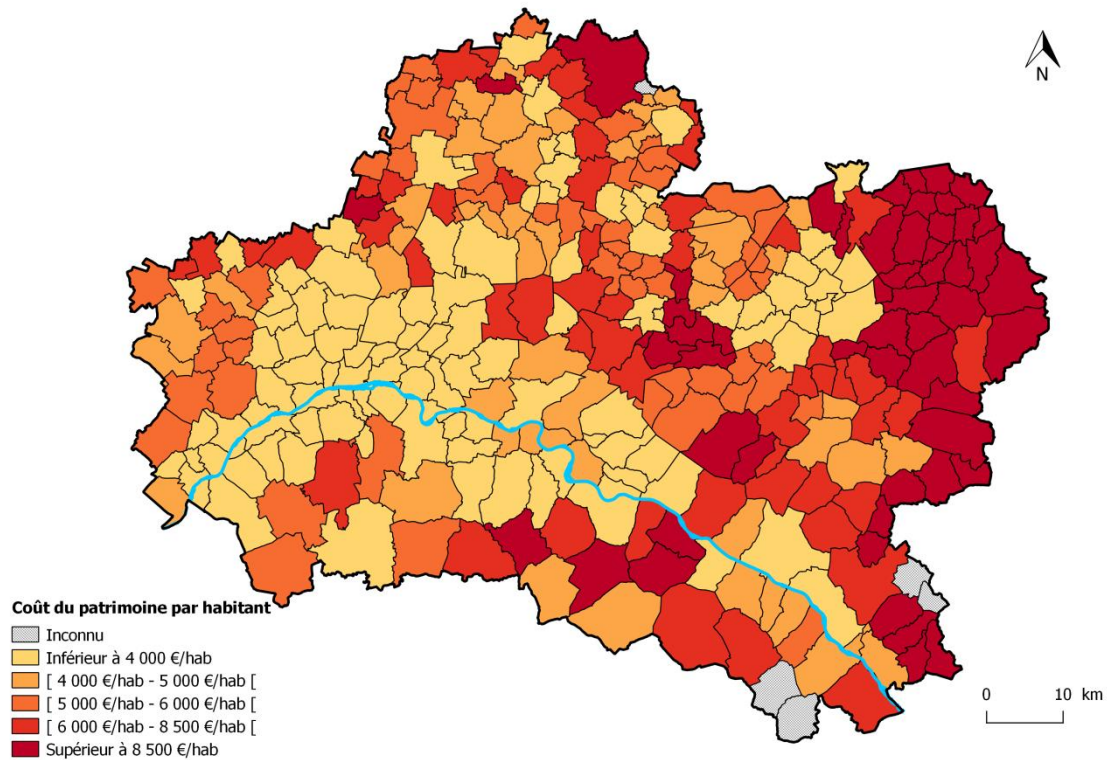 N
Coût du patrimoine par habitant
Inconnu
Inférieur à 4 000 €/hab
[ 4 000 €/hab - 5 000 €/hab [
[ 5 000 €/hab - 6 000 €/hab [
[ 6 000 €/hab - 8 500 €/hab [
Supérieur à 8 500 €/hab
0 10 km